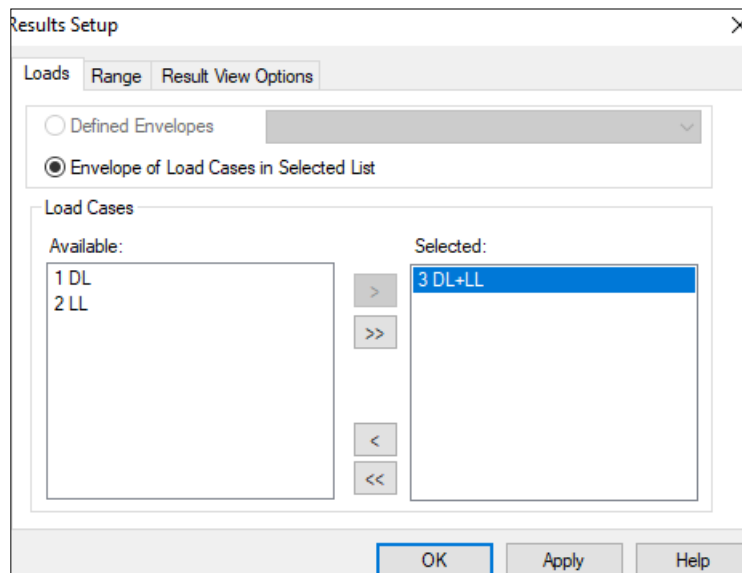 Results Setup
Loads Range Result View Options
Defined Envelopes
Envelope of Load Cases in Selected List
Load Cases
Available:
1 DL
2 LL
>
>>
<
<<
Selected:
3 DL+LL
OK Apply Help